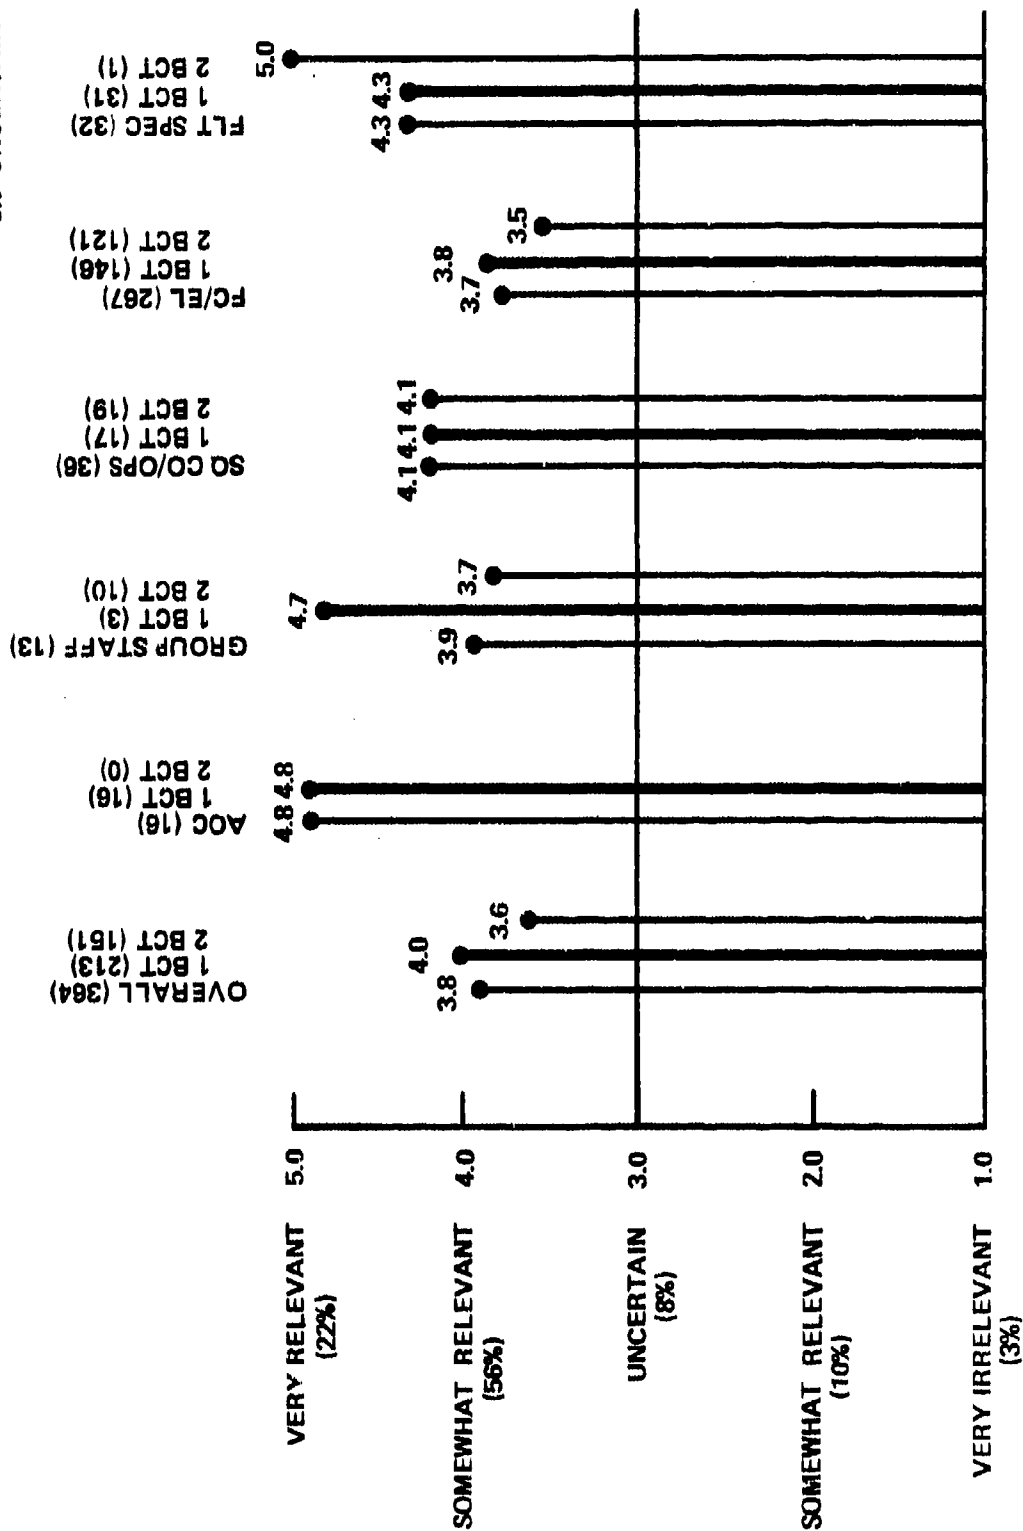 5.0
4.3
4.3
3.5
3.8
3.7
4.1
4.1
4.1
3.7
4.7
3.9
4.8
4.8
3.6
4.0
3.8
FLT SPEC (32)
1 BCT (31)
2 BCT (1)
FC/EL (267)
1 BCT (146)
2 BCT (121)
SQ CO/OPS (36)
1 BCT (17)
2 BCT (19)
GROUP STAFF (13)
1 BCT (3)
2 BCT (10)
AOC (16)
1 BCT (16)
2 BCT (0)
OVERALL (364)
1 BCT (213)
2 BCT (151)
VERY RELEVANT 5.0
(22%)
SOMEWHAT RELEVANT 4.0
(56%)
UNCERTAIN 3.0
(8%)
SOMEWHAT RELEVANT 2.0
(10%)
VERY IRRELEVANT 1.0
(3%)